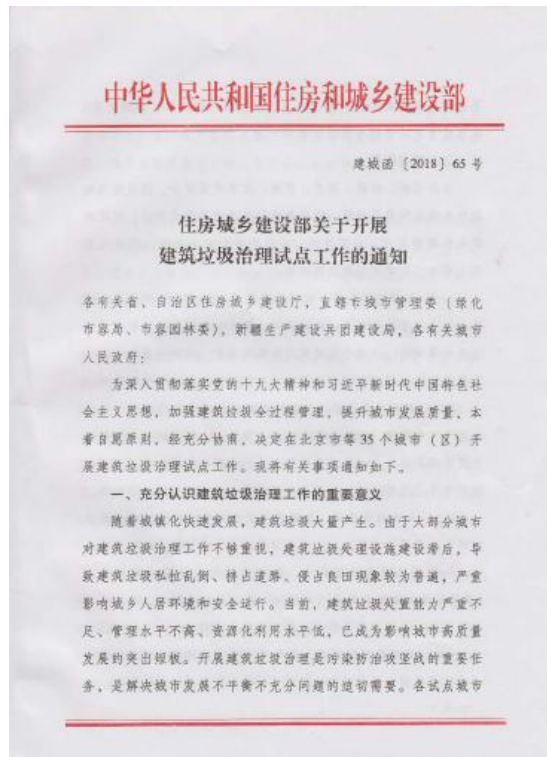 中华人民共和国住房和城乡建设部
建城函〔2018〕65号
住房城乡建设部关于开展
建筑垃圾治理试点工作的通知
各有关省、自治区住房城乡建设厅，直辖市城市管理委（绿化
市容局、市容园林委），新疆生产建设兵团建设局，各有关城市
人民政府：
为深入贯彻落实党的十九大精神和习近平新时代中国特色社
会主义思想，加强建筑垃圾全过程管理，提升城市发展质量，本
着自愿原则，经充分协商，决定在北京市等35个城市（区）开
展建筑垃圾治理试点工作。现将有关事项通知如下。
一、充分认识建筑垃圾治理工作的重要意义
随着城镇化快速发展，建筑垃圾大量产生。由于大部分城市
对建筑垃圾治理工作不够重视，建筑垃圾处理设施建设滞后，导
致建筑垃圾私拉乱倒、挤占道路、侵占良田现象较为普遍，严重
影响城乡人居环境和安全运行。当前，建筑垃圾处置能力严重不
足、管理水平不高、资源化利用水平低，已成为影响城市高质量
发展的突出短板。开展建筑垃圾治理是污染防治攻坚战的重要任
务，是解决城市发展不平衡不充分问题的迫切需要。各试点城市